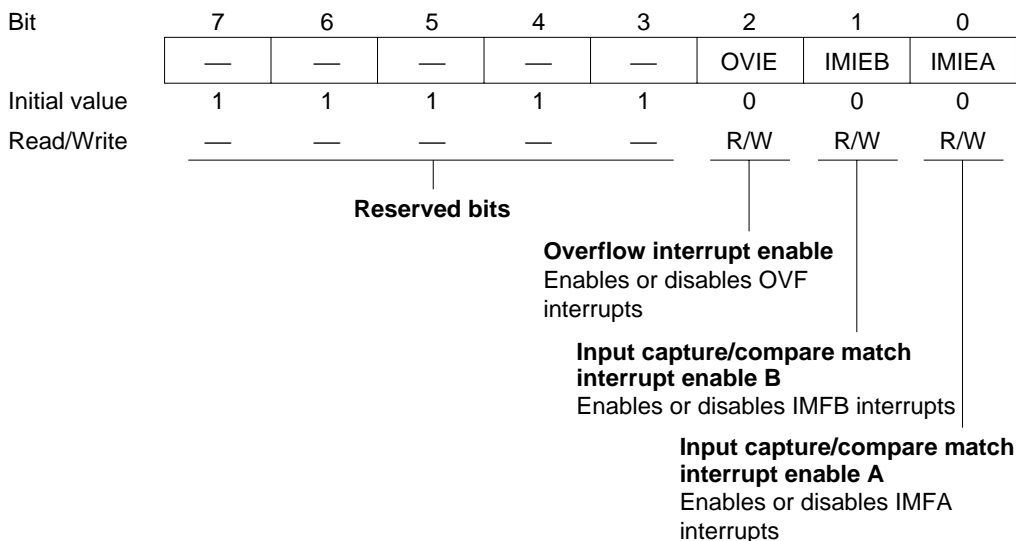 Bit 7 6 5 4 3 2 1 0
— — — — — OVIE IMIEB IMIEA
Initial value 1 1 1 1 1 0 0 0
Read/Write — — — — — R/W R/W R/W
Reserved bits
Overflow interrupt enable
Enables or disables OVF
interrupts
Input capture/compare match
interrupt enable B
Enables or disables IMFB interrupts
Input capture/compare match
interrupt enable A
Enables or disables IMFA
interrupts